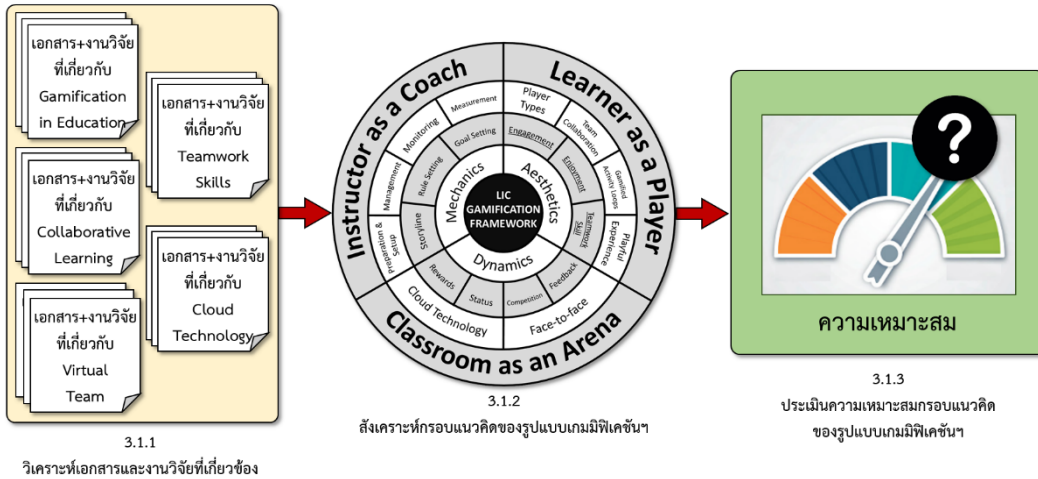 เอกสาร+งานวิจัย
ที่เกี่ยวกับ
Gamification
in Education
เอกสาร+งานวิจัย
ที่เกี่ยวกับ
Teamwork
Skills
เอกสาร+งานวิจัย
ที่เกี่ยวกับ
Collaborative
Learning
เอกสาร+งานวิจัย
ที่เกี่ยวกับ
Cloud
Technology
เอกสาร+งานวิจัย
ที่เกี่ยวกับ
Virtual
Team
3.1.1
วิเคราะห์เอกสารและงานวิจัยที่เกี่ยวข้อง
Instructor as a Coach
Learner as a Player
Classroom as an Arena
Preparation &
Setup
Management
Monitoring
Measurement
Player
Types
Team
Collaboration
Gamified
Activity Loops
Playful
Experience
Face-to-face
Cloud Technology
Storyline
Rule Setting
Goal Setting
Engagement
Enjoyment
Teamwork
Skill
Feedback
Competition
Status
Rewards
Mechanics
Aesthetics
Dynamics
LIC
GAMIFICATION
FRAMEWORK
3.1.2
สังเคราะห์กรอบแนวคิดของรูปแบบเกมมิฟิเคชันฯ
?
ความเหมาะสม
3.1.3
ประเมินความเหมาะสมกรอบแนวคิด
ของรูปแบบเกมมิฟิเคชันฯ